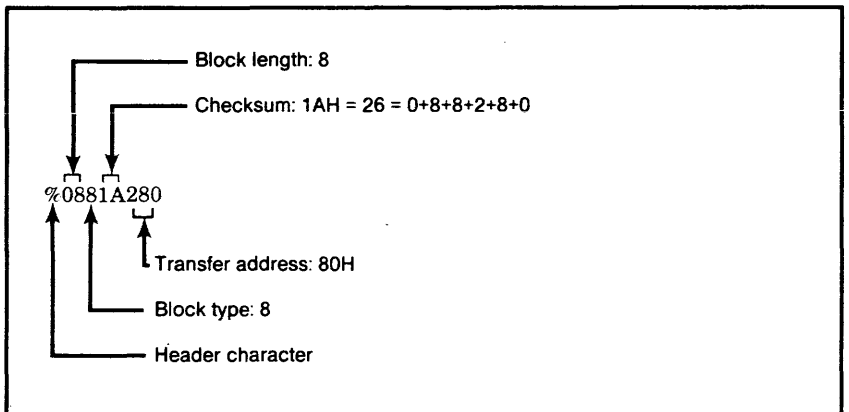 Block length: 8
Checksum: 1AH = 26 = 0+8+8+2+8+0
%0881A280
Transfer address: 80H
Block type: 8
Header character